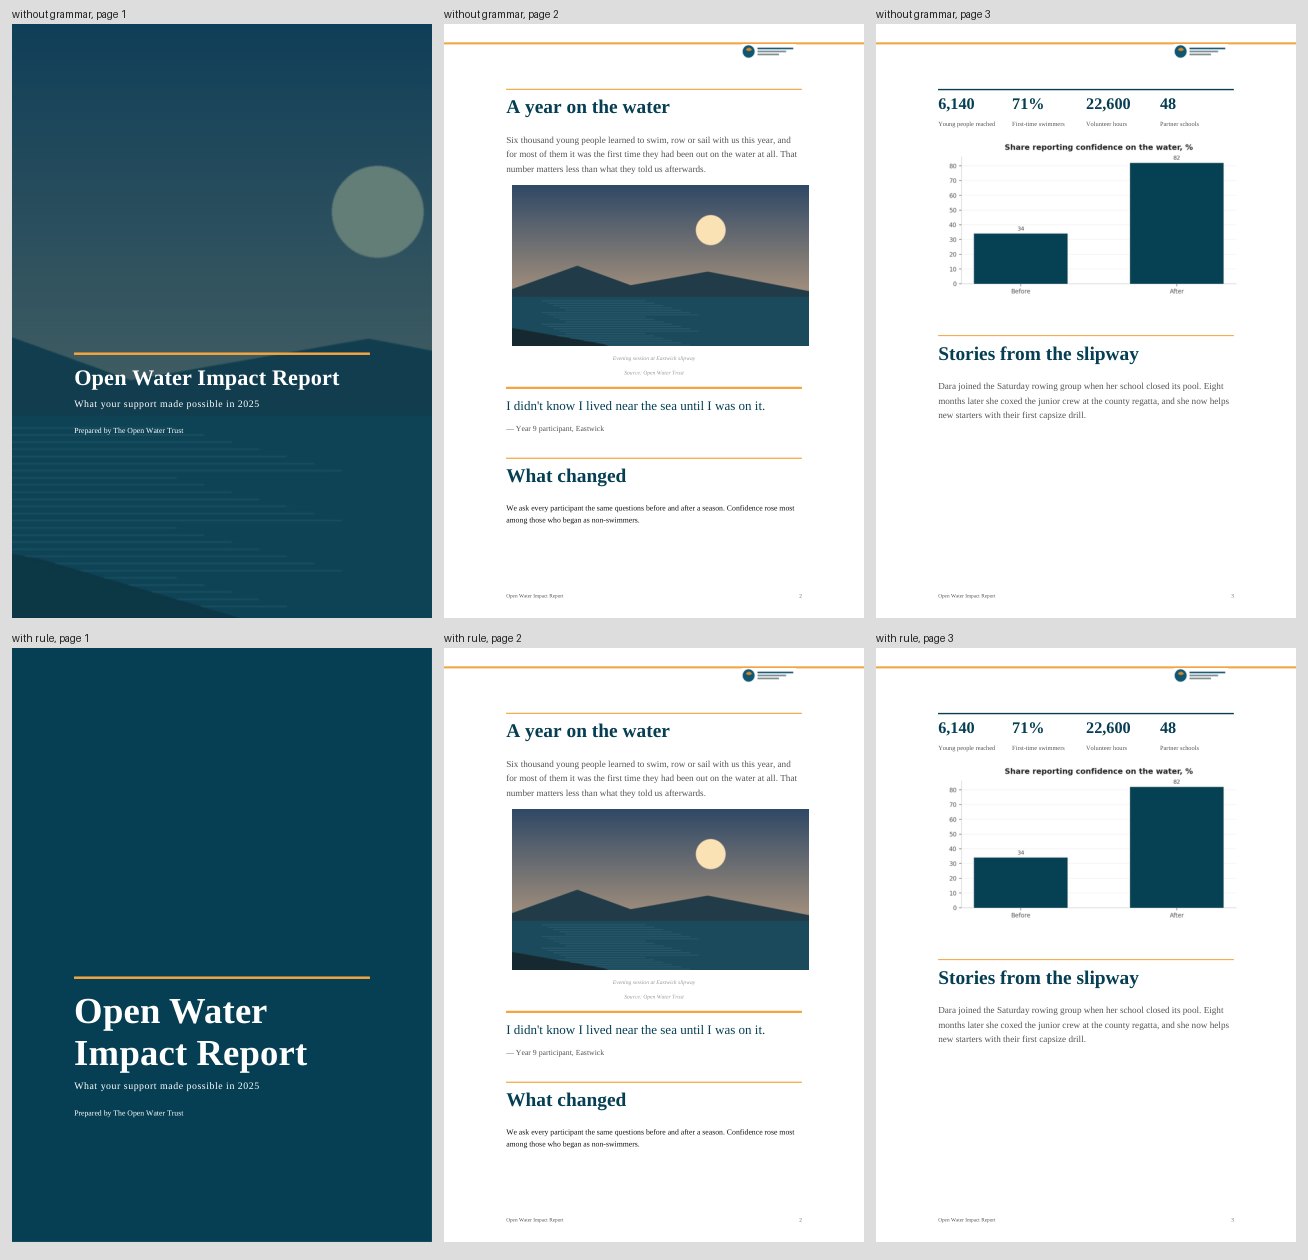 without grammar, page 1
Open Water Impact Report
What your support made possible in 2025
Prepared by The Open Water Trust
without grammar, page 2
A year on the water
Six thousand young people learned to swim, row or sail with us this year, and
for most of them it was the first time they had been out on the water at all. That
number matters less than what they told us afterwards.
Evening session at Eastwick slipway
Source: Open Water Trust
I didn't know I lived near the sea until I was on it.
— Year 9 participant, Eastwick
What changed
We ask every participant the same questions before and after a season. Confidence rose most
among those who began as non-swimmers.
Open Water Impact Report 2
without grammar, page 3
6,140 71% 22,600 48
Young people reached First-time swimmers Volunteer hours Partner schools
Share reporting confidence on the water, %
82
80
70
60
50
40
34
30
20
10
0
Before After
Stories from the slipway
Dara joined the Saturday rowing group when her school closed its pool. Eight
months later she coxed the junior crew at the county regatta, and she now helps
new starters with their first capsize drill.
Open Water Impact Report 3
with rule, page 1
Open Water
Impact Report
What your support made possible in 2025
Prepared by The Open Water Trust
with rule, page 2
A year on the water
Six thousand young people learned to swim, row or sail with us this year, and
for most of them it was the first time they had been out on the water at all. That
number matters less than what they told us afterwards.
Evening session at Eastwick slipway
Source: Open Water Trust
I didn't know I lived near the sea until I was on it.
— Year 9 participant, Eastwick
What changed
We ask every participant the same questions before and after a season. Confidence rose most
among those who began as non-swimmers.
Open Water Impact Report 2
with rule, page 3
6,140 71% 22,600 48
Young people reached First-time swimmers Volunteer hours Partner schools
Share reporting confidence on the water, %
82
80
70
60
50
40
34
30
20
10
0
Before After
Stories from the slipway
Dara joined the Saturday rowing group when her school closed its pool. Eight
months later she coxed the junior crew at the county regatta, and she now helps
new starters with their first capsize drill.
Open Water Impact Report 3